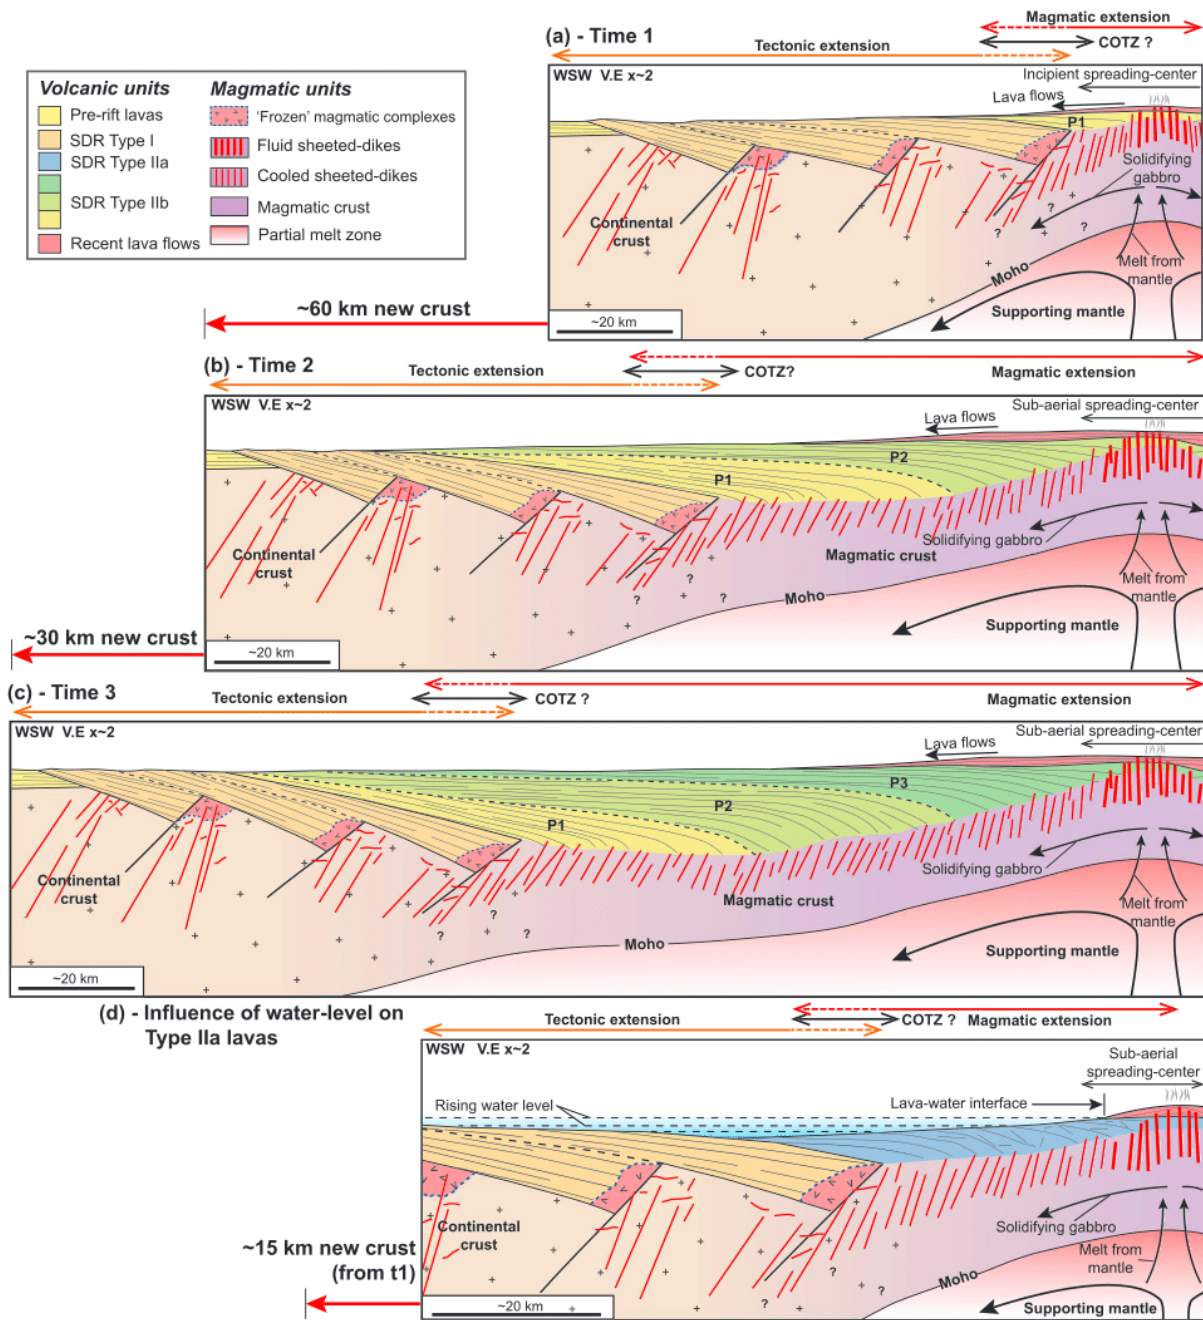 Magmatic extension
(a) - Time 1
Tectonic extension
COTZ ?
Volcanic units
Magmatic units
Pre-rift lavas
SDR Type I
SDR Type IIa
SDR Type IIb
Recent lava flows
'Frozen' magmatic complexes
Fluid sheeted-dikes
Cooled sheeted-dikes
Magmatic crust
Partial melt zone
WSW V.E x~2
Incipient spreading-center
Lava flows
P1
Solidifying
gabbro
Continental
crust
?
?
?
?
Moho
Melt from
mantle
Supporting mantle
~20 km
~60 km new crust
(b) - Time 2
Tectonic extension
COTZ?
Magmatic extension
WSW V.E x~2
Sub-aerial spreading-center
Lava flows
P2
P1
Continental
crust
Solidifying gabbro
Magmatic crust
?
?
?
Moho
Melt from
mantle
Supporting mantle
~20 km
~30 km new crust
(c) - Time 3
Tectonic extension
COTZ ?
Magmatic extension
WSW V.E x~2
Sub-aerial spreading-center
Lava flows
P3
P2
P1
Continental
crust
Solidifying gabbro
Magmatic crust
?
?
?
Moho
Melt from
mantle
Supporting mantle
~20 km
(d) - Influence of water-level on
Type IIa lavas
Tectonic extension
COTZ ?
Magmatic extension
WSW V.E x~2
Sub-aerial
spreading-center
Rising water level
Lava-water interface
Continental
crust
Solidifying gabbro
~15 km new crust
(from t1)
Melt from
mantle
?
?
?
Moho
~20 km
Supporting mantle